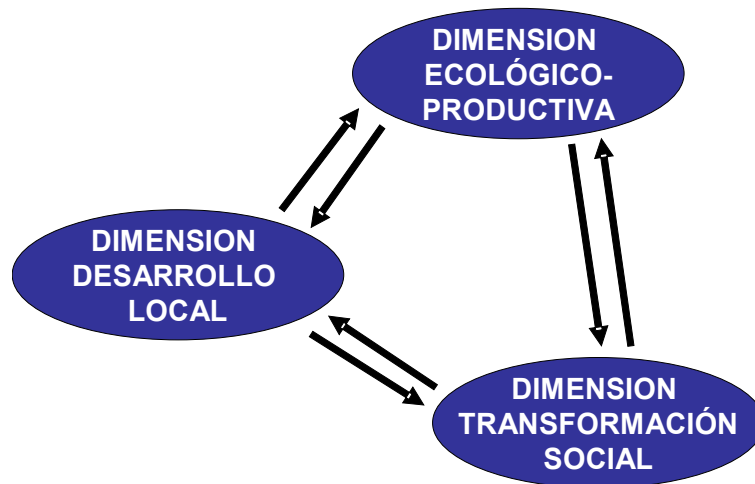 DIMENSION
ECOLÓGICO-
PRODUCTIVA
DIMENSION
DESARROLLO
LOCAL
DIMENSION
TRANSFORMACIÓN
SOCIAL